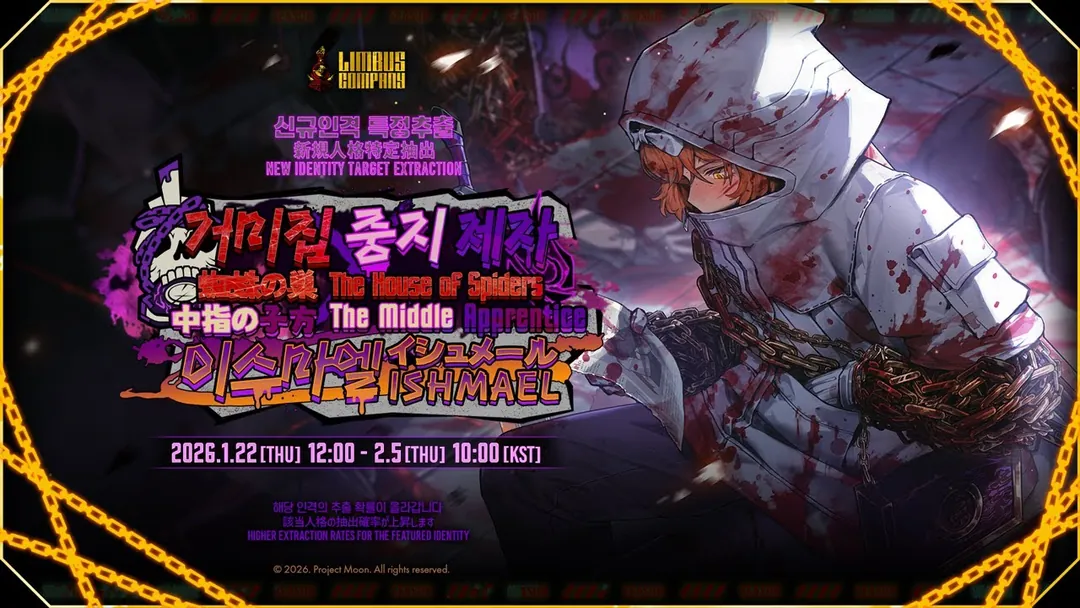 LIMBUS
COMPANY
신규인격 특정추출
新規人格特定抽出
NEW IDENTITY TARGET EXTRACTION
거미집 중지 제자
の巣 The House of Spiders
中指の子方 The Middle Apprentice
이스마엘 イシュメール
ISHMAEL
2026.1.22[THU] 12:00 - 2.5[THU] 10:00[KST]
해당 인격의 추출 확률이 올라갑니다
該当人格の抽出確率が上昇します
HIGHER EXTRACTION RATES FOR THE FEATURED IDENTITY
© 2026. Project Moon. All rights reserved.